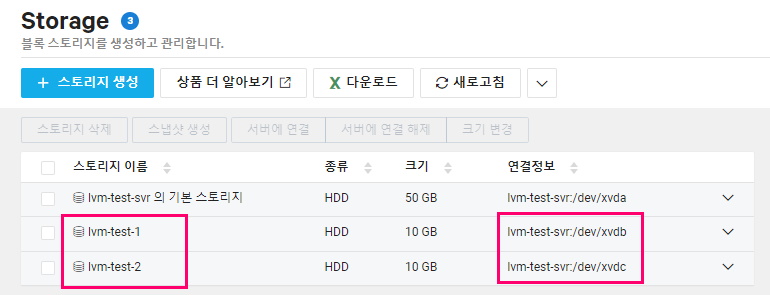 Storage 3
블록 스토리지를 생성하고 관리합니다.
+ 스토리지 생성 상품 더 알아보기 다운로드 새로고침
스토리지 삭제 스냅샷 생성 서버에 연결 서버에 연결 해제 크기 변경
스토리지 이름 종류 크기 연결정보
lvm-test-svr 의 기본 스토리지 HDD 50 GB lvm-test-svr:/dev/xvda
lvm-test-1 HDD 10 GB lvm-test-svr:/dev/xvdb
lvm-test-2 HDD 10 GB lvm-test-svr:/dev/xvdc